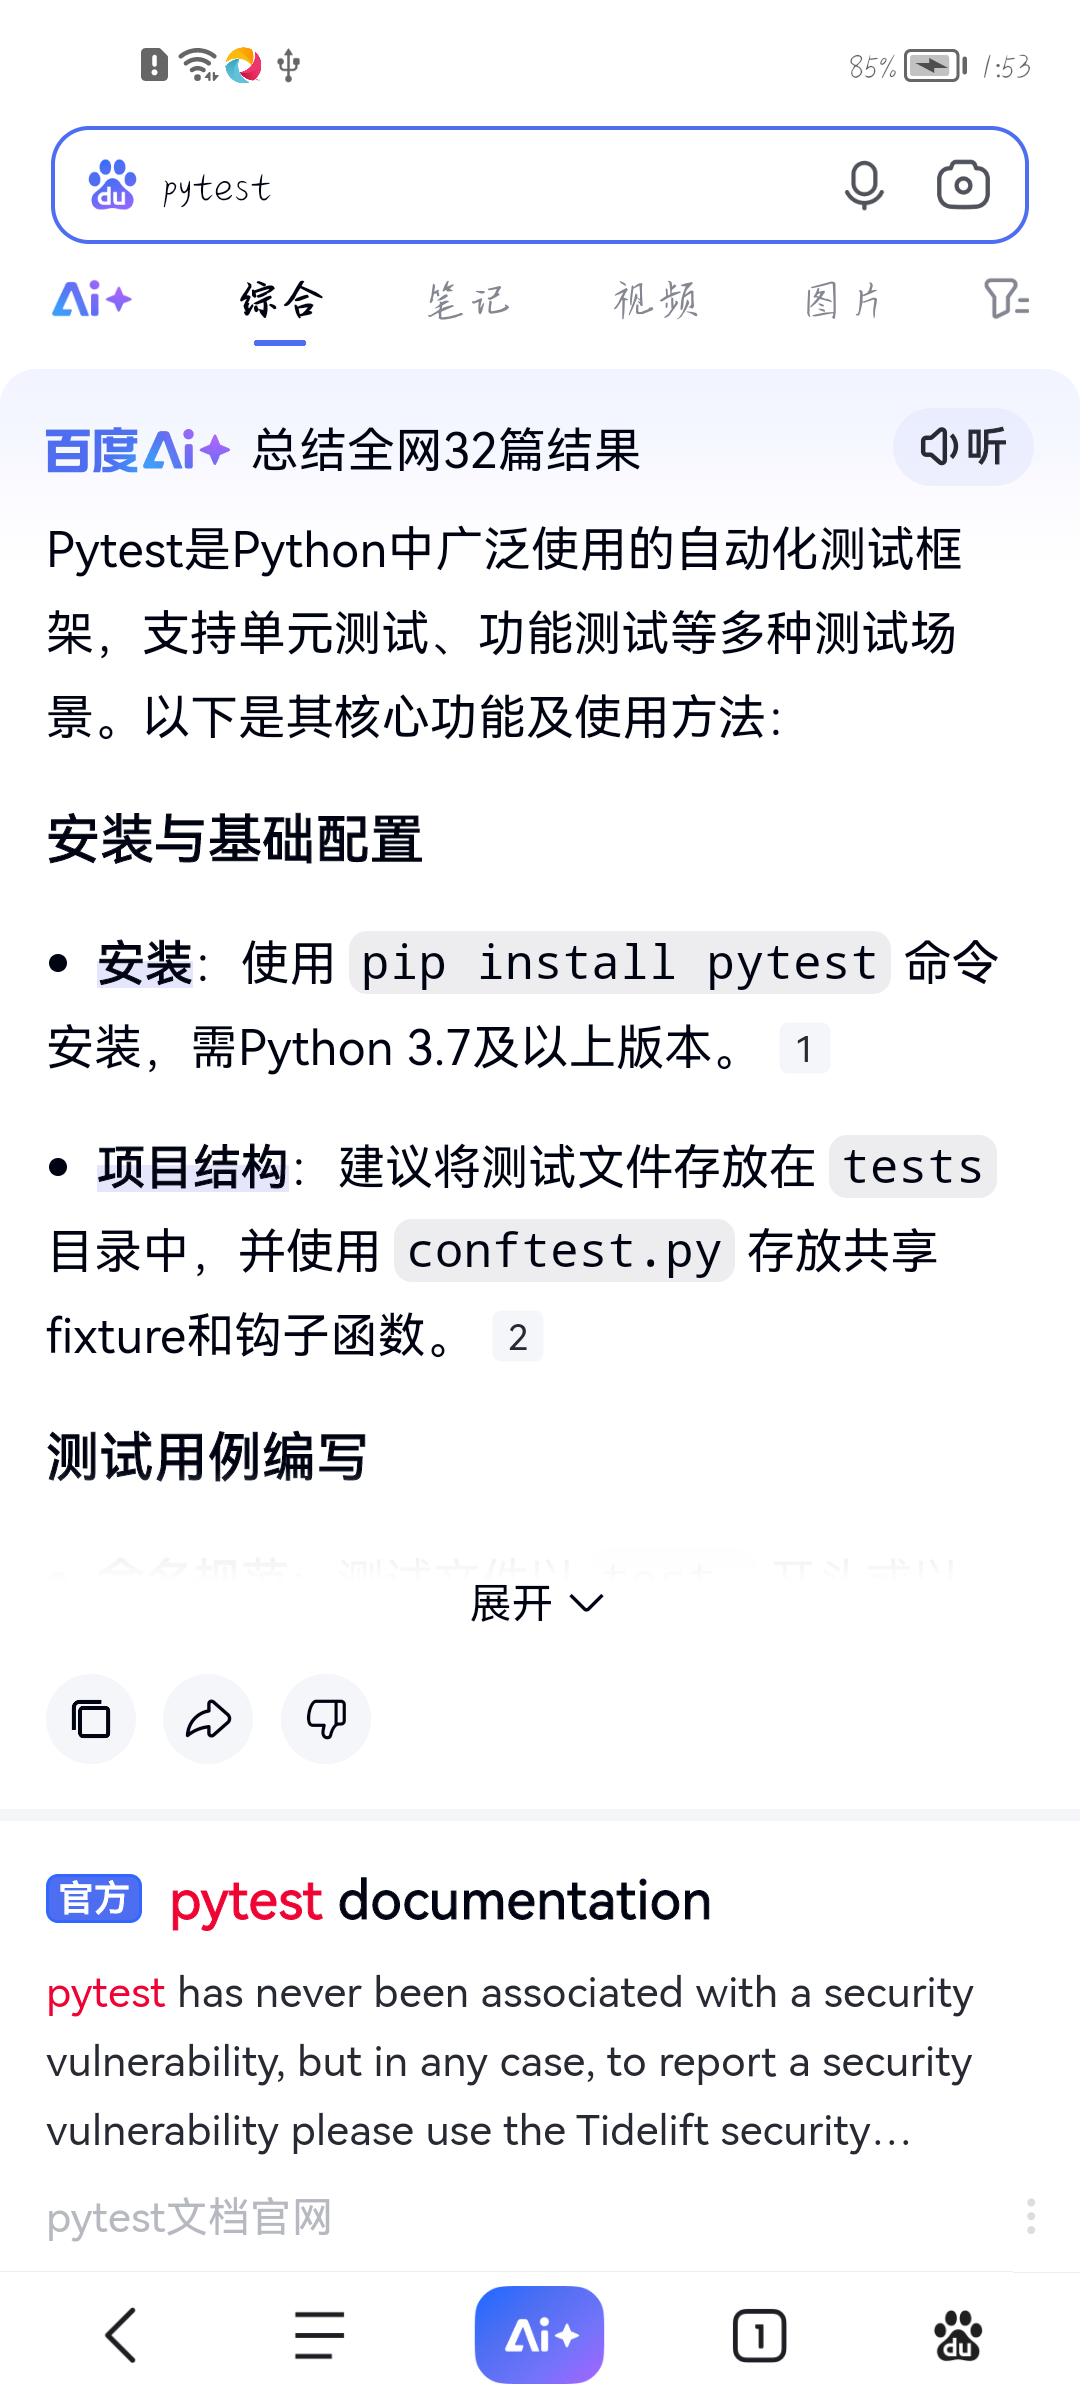 85% 1:53
du pytest
Ai 综合 笔记 视频 图片
百度Ai 总结全网32篇结果 听
Pytest是Python中广泛使用的自动化测试框
架，支持单元测试、功能测试等多种测试场
景。以下是其核心功能及使用方法：
安装与基础配置
• 安装：使用 pip install pytest 命令
安装，需Python 3.7及以上版本。 1
• 项目结构：建议将测试文件存放在 tests
目录中，并使用 conftest.py 存放共享
fixture和钩子函数。 2
测试用例编写
展开
官方 pytest documentation
pytest has never been associated with a security
vulnerability, but in any case, to report a security
vulnerability please use the Tidelift security...
pytest文档官网
Ai 1 du